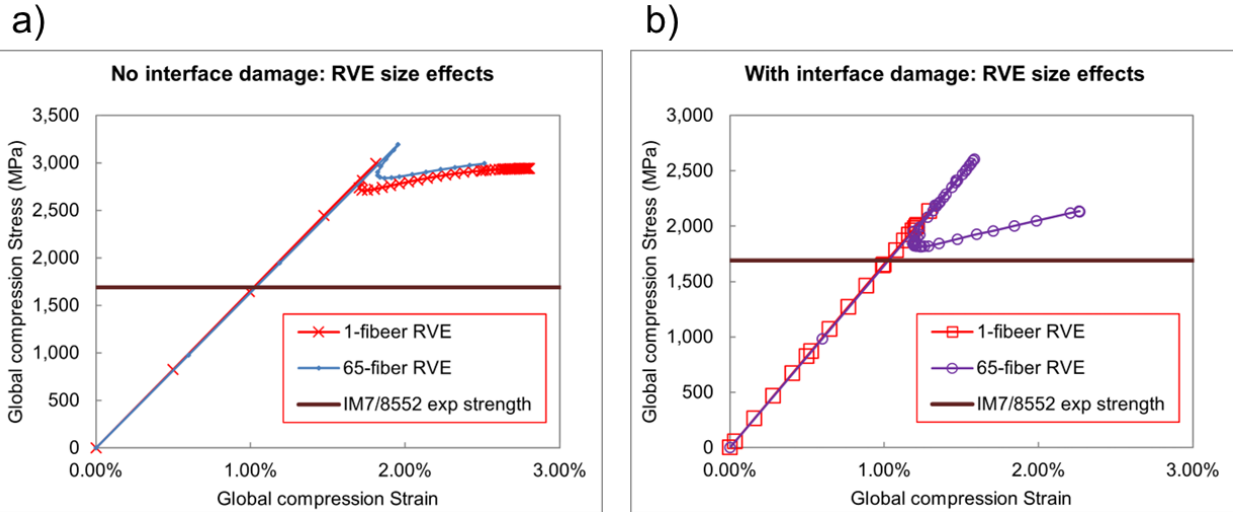 a)
No interface damage: RVE size effects
Global compression Stress (MPa)
3,500
3,000
2,500
2,000
1,500
1,000
500
0
0.00%
1.00%
2.00%
3.00%
Global compression Strain
1-fibeer RVE
65-fiber RVE
IM7/8552 exp strength
b)
With interface damage: RVE size effects
Global compression Stress (MPa)
3,000
2,500
2,000
1,500
1,000
500
0
0.00%
1.00%
2.00%
3.00%
Global compression Strain
1-fibeer RVE
65-fiber RVE
IM7/8552 exp strength